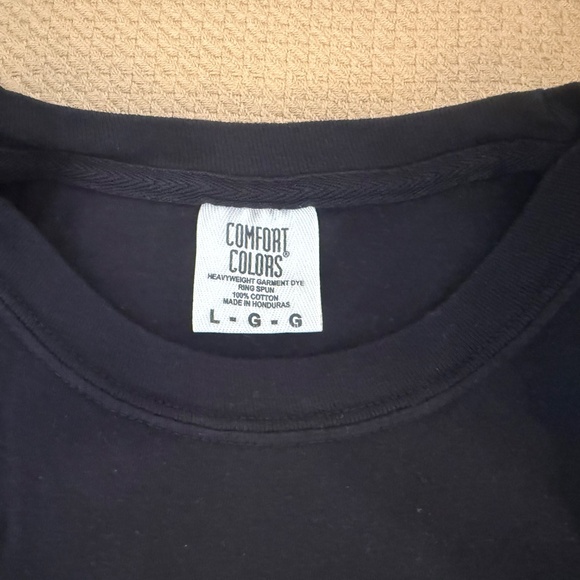 COMFORT
COLORS®
HEAVYWEIGHT GARMENT DYE
RING SPUN
100% COTTON
MADE IN HONDURAS
L - G - G